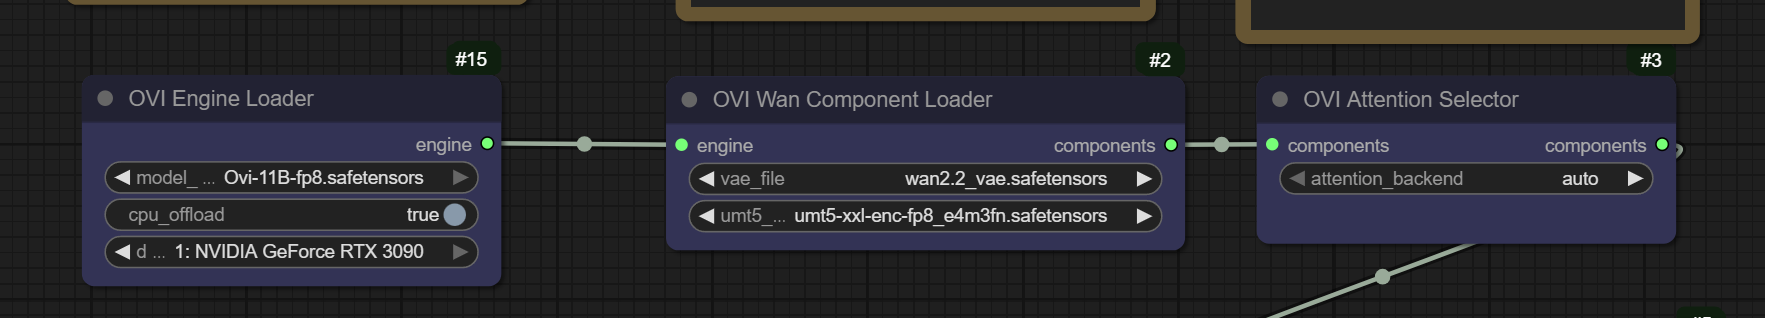 #15
OVI Engine Loader
engine
model_ ... Ovi-11B-fp8.safetensors
cpu_offload true
d ... 1: NVIDIA GeForce RTX 3090
#2
OVI Wan Component Loader
engine components
vae_file wan2.2_vae.safetensors
umt5_... umt5-xxl-enc-fp8_e4m3fn.safetensors
#3
OVI Attention Selector
components components
attention_backend auto